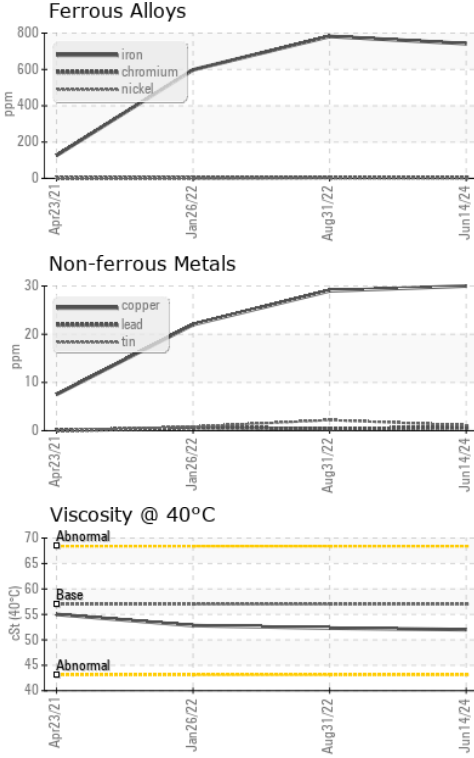 Ferrous Alloys
800
600
400
200
0
ppm
iron
chromium
nickel
Apr23/21
Jan26/22
Aug31/22
Jun14/24
Non-ferrous Metals
30
20
10
0
ppm
copper
lead
tin
Apr23/21
Jan26/22
Aug31/22
Jun14/24
Viscosity @ 40°C
70
65
60
55
50
45
40
cSt (40°C)
Abnormal
Base
Abnormal
Apr23/21
Jan26/22
Aug31/22
Jun14/24